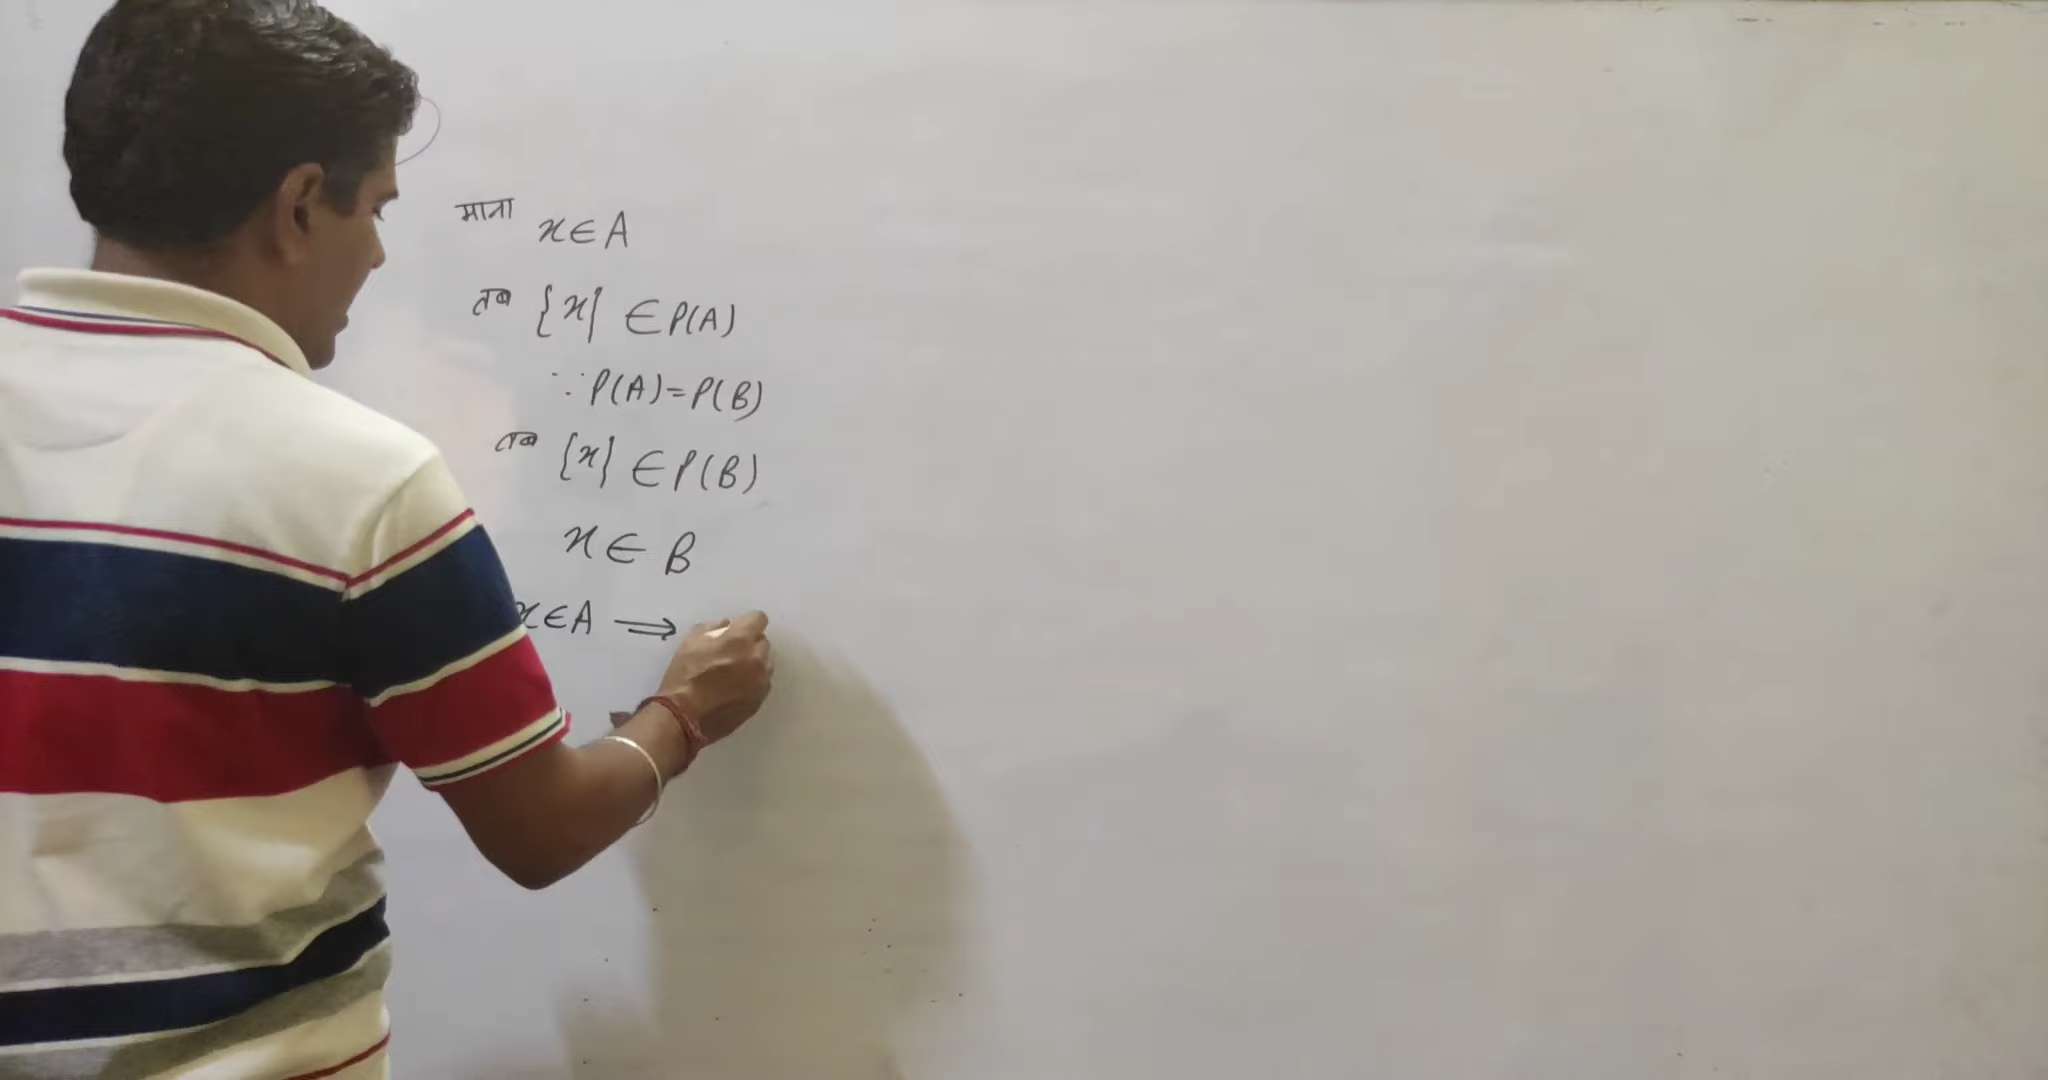 माना x ∈ A
तब {x} ∈ P(A)
∵ P(A) = P(B)
तब {x} ∈ P(B)
x ∈ B
x ∈ A ⟹